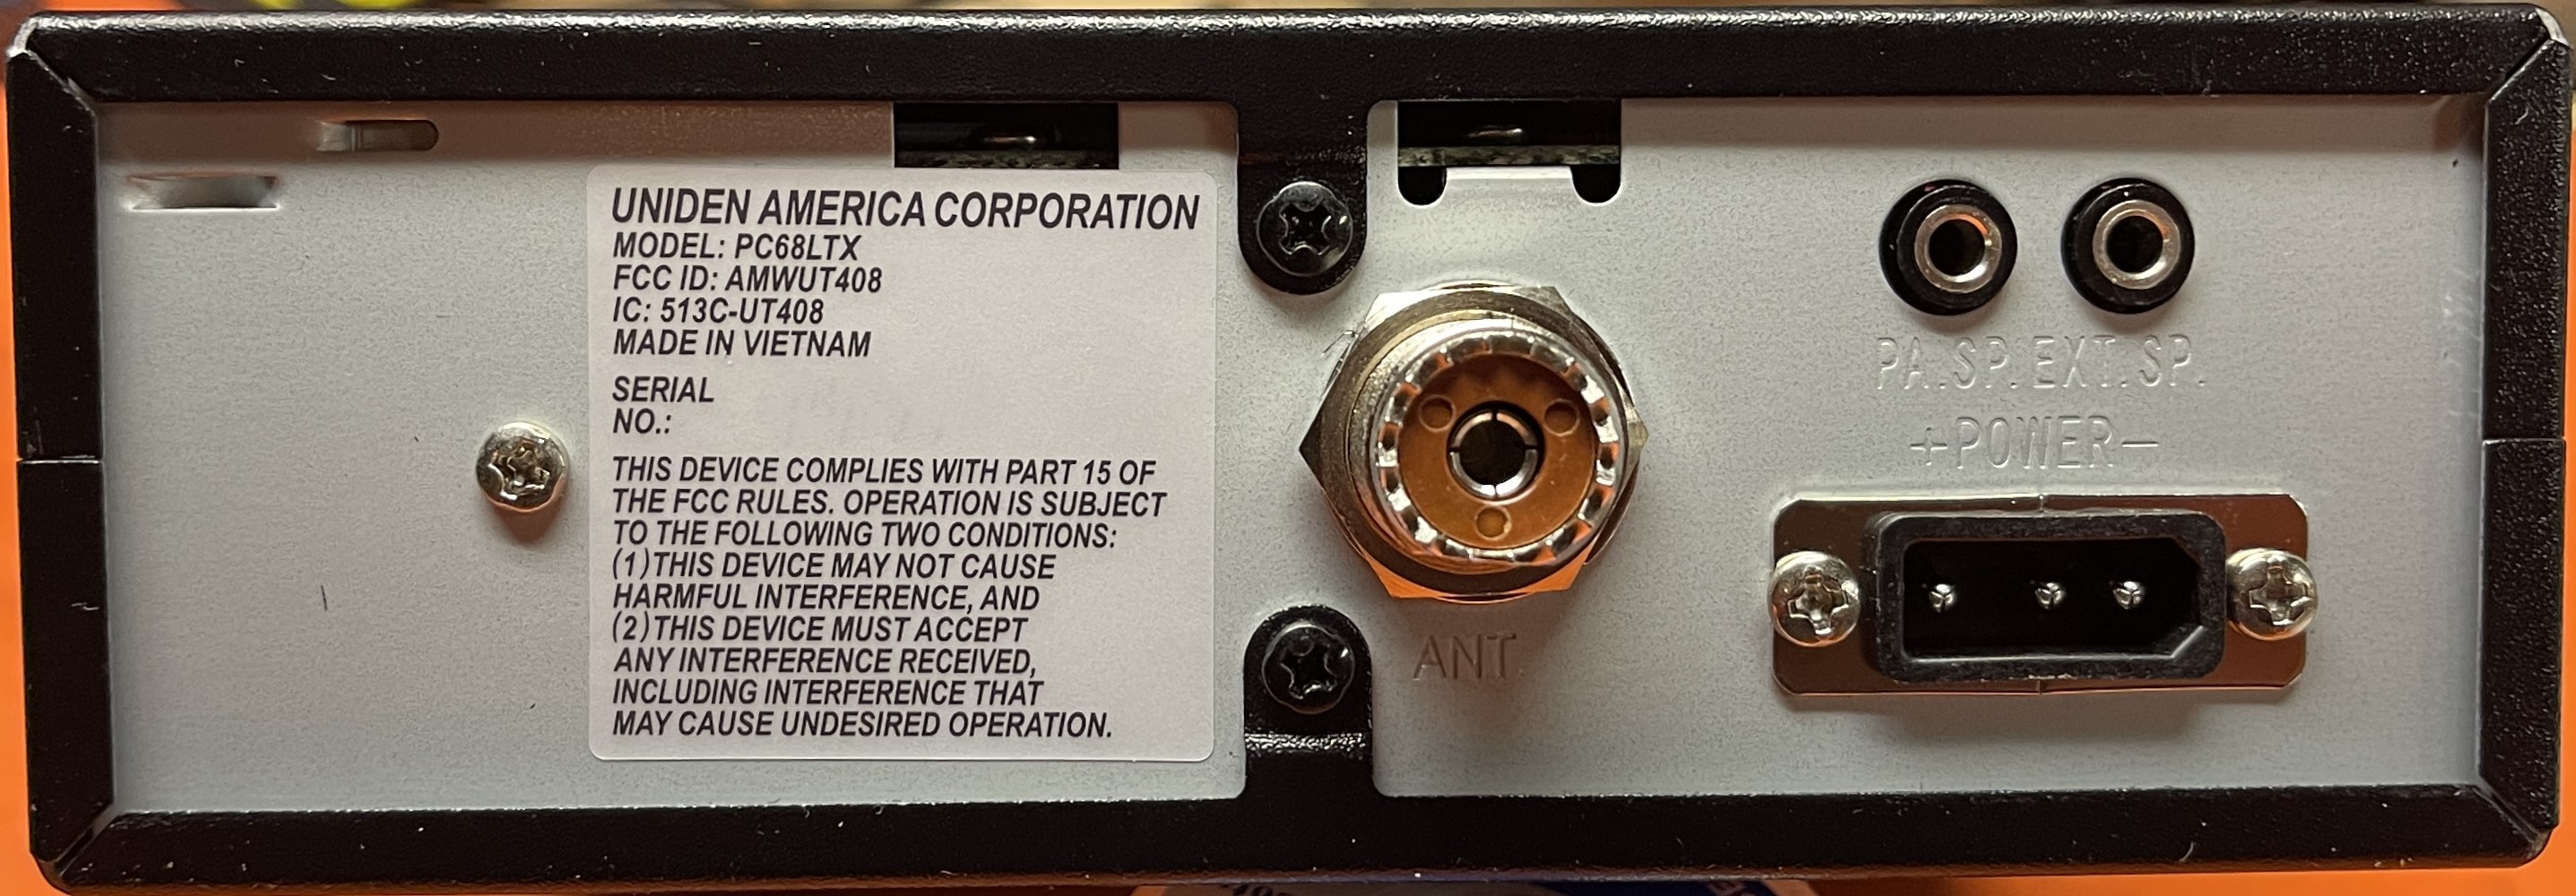 UNIDEN AMERICA CORPORATION
MODEL: PC68LTX
FCC ID: AMWUT408
IC: 513C-UT408
MADE IN VIETNAM
SERIAL
NO.:
THIS DEVICE COMPLIES WITH PART 15 OF
THE FCC RULES. OPERATION IS SUBJECT
TO THE FOLLOWING TWO CONDITIONS:
(1)THIS DEVICE MAY NOT CAUSE
HARMFUL INTERFERENCE, AND
(2)THIS DEVICE MUST ACCEPT
ANY INTERFERENCE RECEIVED,
INCLUDING INTERFERENCE THAT
MAY CAUSE UNDESIRED OPERATION.
ANT.
PA.SP. EXT.SP.
+POWER−